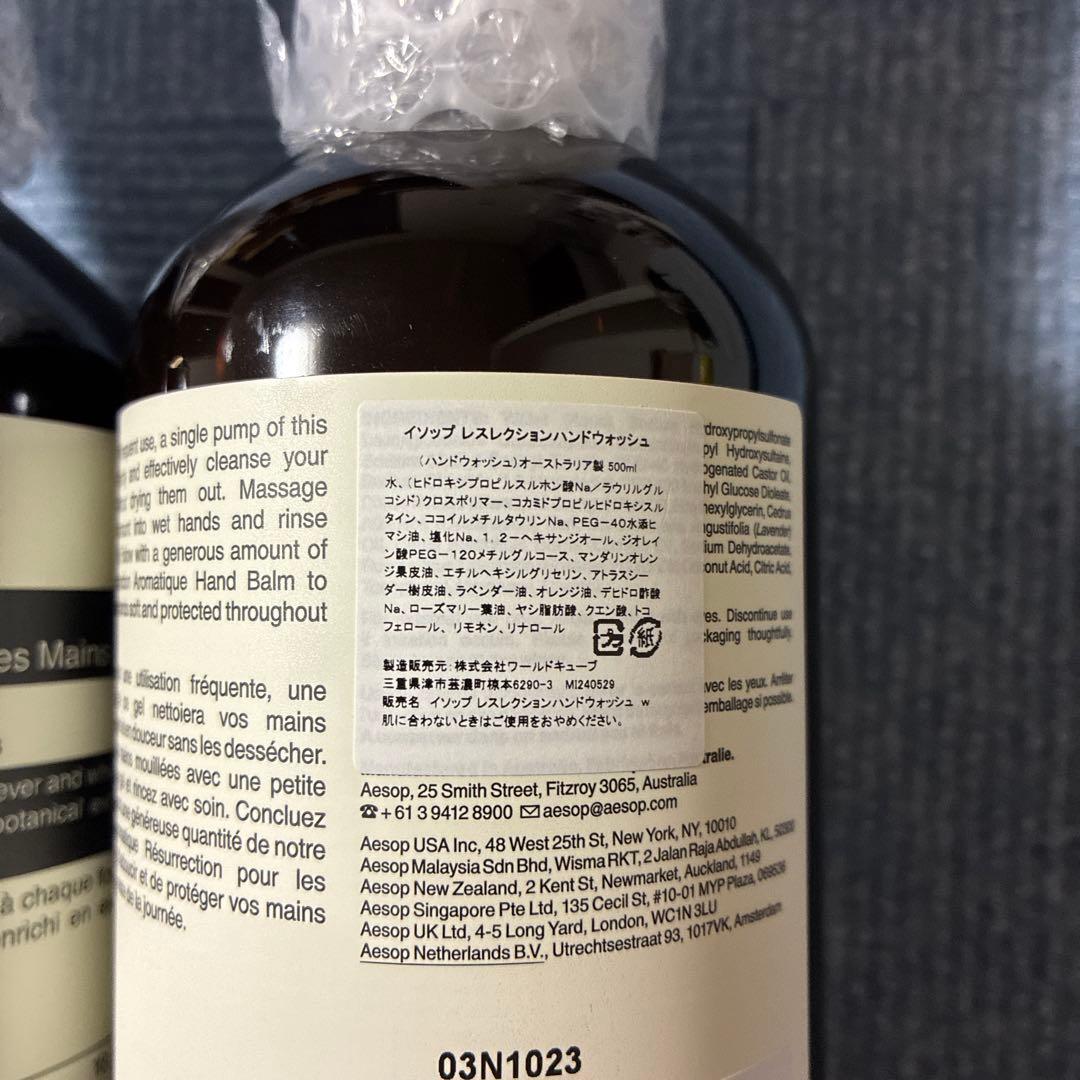 use, a single pump of this
and effectively cleanse your
drying them out. Massage
into wet hands and rinse
with a generous amount of
Aromatique Hand Balm to
soft and protected throughout
utilisation fréquente, une
gel nettoiera vos mains
douceur sans les dessécher.
mouillées avec une petite
et rincez avec soin. Concluez
généreuse quantité de notre
Résurrection pour les
et de protéger vos mains
de la journée.
イソップ レスレクションハンドウォッシュ
(ハンドウォッシュ)オーストラリア製 500ml
水、(ヒドロキシプロピルスルホン酸Na/ラウリルグル
コシド)クロスポリマー、コカミドプロピルヒドロキシスル
タイン、ココイルメチルタウリンNa、PEG-40水添ヒ
マシ油、塩化Na、1,2-ヘキサンジオール、ジオレイ
ン酸PEG-120メチルグルコース、マンダリンオレン
ジ果皮油、エチルヘキシルグリセリン、アトラスシー
ダー樹皮油、ラベンダー油、オレンジ油、デヒドロ酢酸
Na、ローズマリー葉油、ヤシ脂肪酸、クエン酸、トコ
フェロール、リモネン、リナロール
プラ 紙
製造販売元:株式会社ワールドキューブ
三重県津市芸濃町椋本6290-3 MI240529
販売名 イソップ レスレクションハンドウォッシュ w
肌に合わないときはご使用をおやめください。
droxypropylsulfonate
pyl Hydroxysultaine,
ogenated Castor Oil,
hyl Glucose Dioleate,
hexylglycerin, Cedrus
ngustifolia (Lavender)
ium Dehydroacetate,
conut Acid, Citric Acid,
yes. Discontinue use
ckaging thoughtfully.
avec les yeux. Arrêter
emballage si possible.
tralie.
Aesop, 25 Smith Street, Fitzroy 3065, Australia
☎+61 3 9412 8900 ✉aesop@aesop.com
Aesop USA Inc, 48 West 25th St, New York, NY, 10010
Aesop Malaysia Sdn Bhd, Wisma RKT, 2 Jalan Raja Abdullah, KL, 50300
Aesop New Zealand, 2 Kent St, Newmarket, Auckland, 1149
Aesop Singapore Pte Ltd, 135 Cecil St, #10-01 MYP Plaza, 069536
Aesop UK Ltd, 4-5 Long Yard, London, WC1N 3LU
Aesop Netherlands B.V., Utrechtsestraat 93, 1017VK, Amsterdam
03N1023
es Mains
ever and
botanical
à chaque
nrichi en